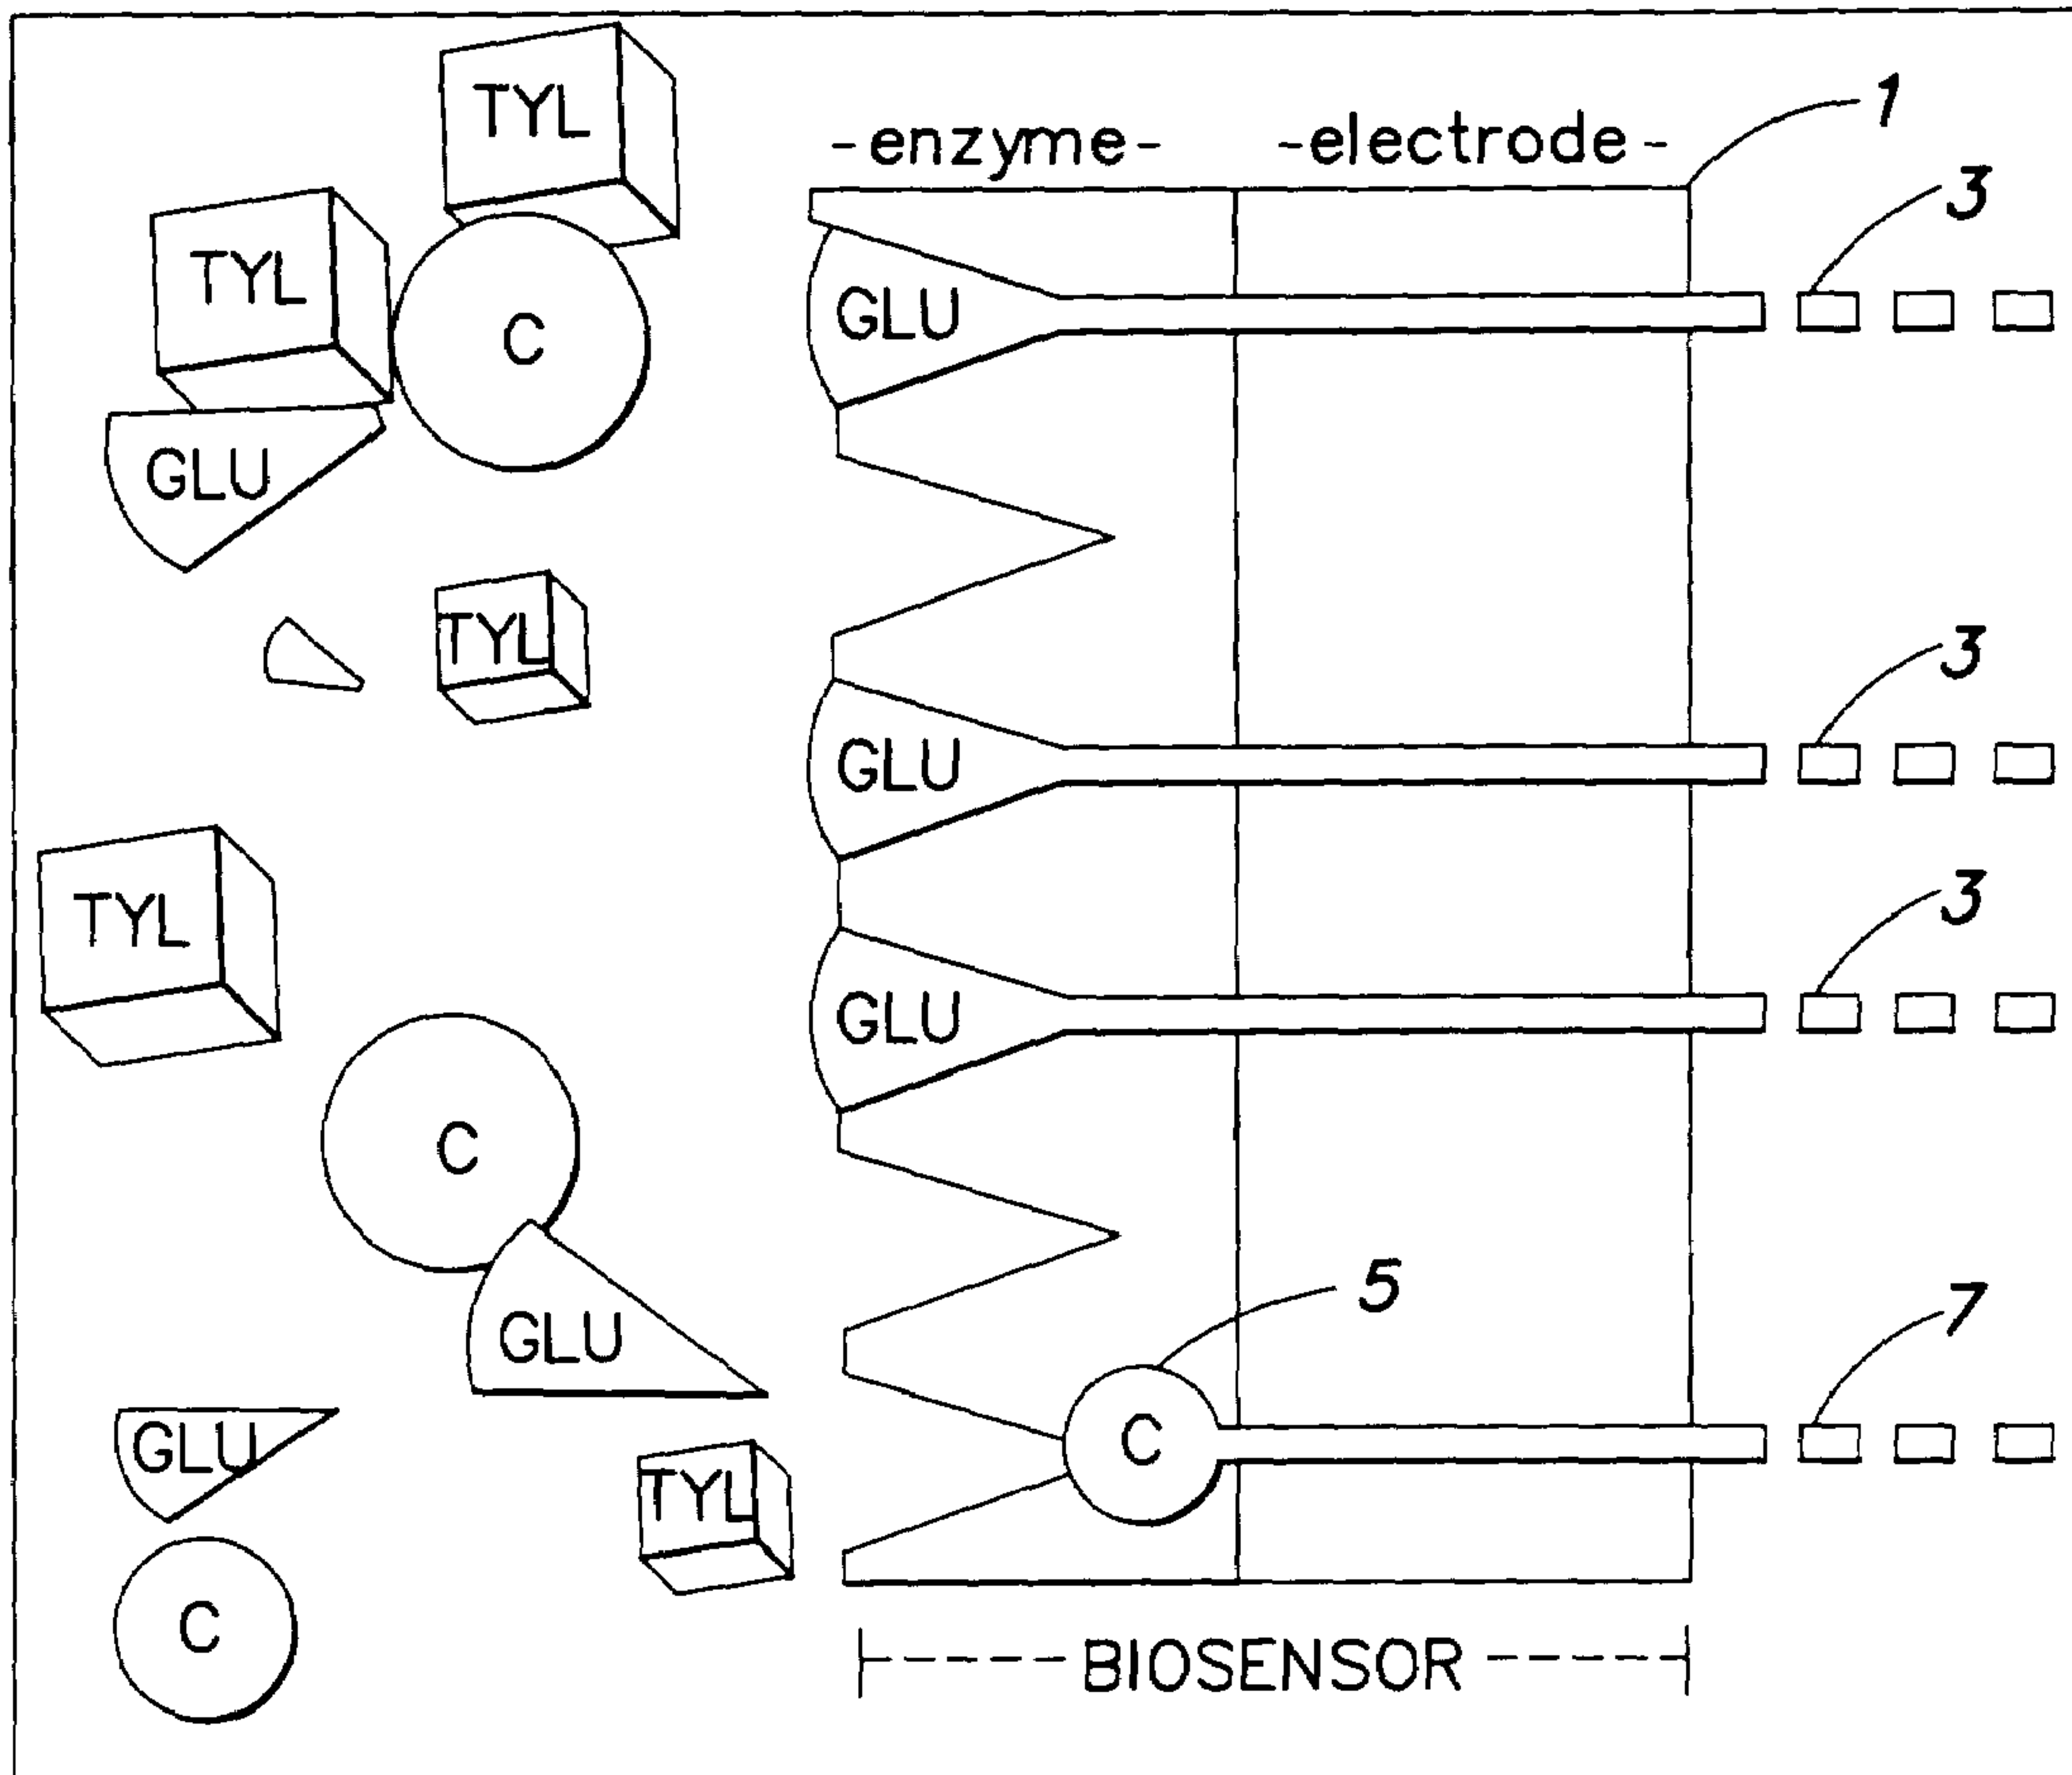 TYL
-enzyme- -electrode- 1
3
TYL
GLU
C
GLU
TYL
3
GLU
3
TYL
GLU
C
5
7
GLU
GLU
C
TYL
C
BIOSENSOR